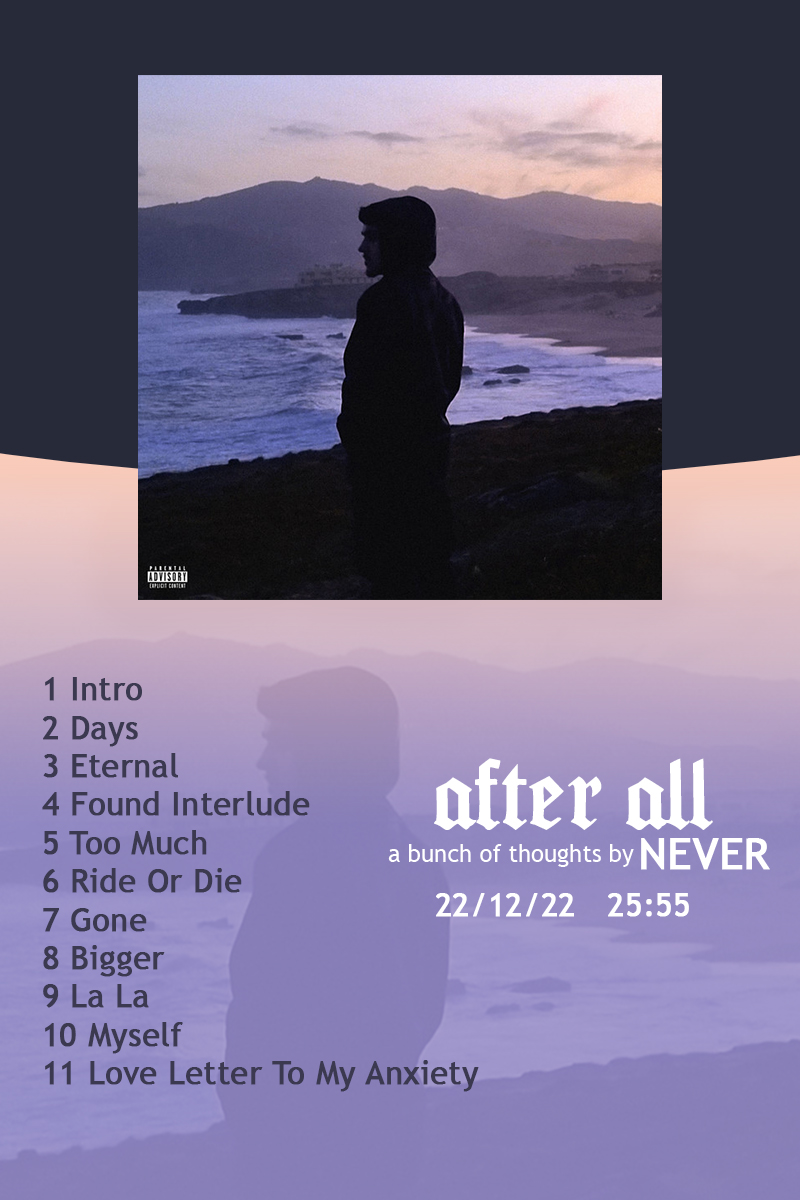 PARENTAL
ADVISORY
EXPLICIT CONTENT
1 Intro
2 Days
3 Eternal
4 Found Interlude
5 Too Much
6 Ride Or Die
7 Gone
8 Bigger
9 La La
10 Myself
11 Love Letter To My Anxiety
after all
a bunch of thoughts by NEVER
22/12/22 25:55